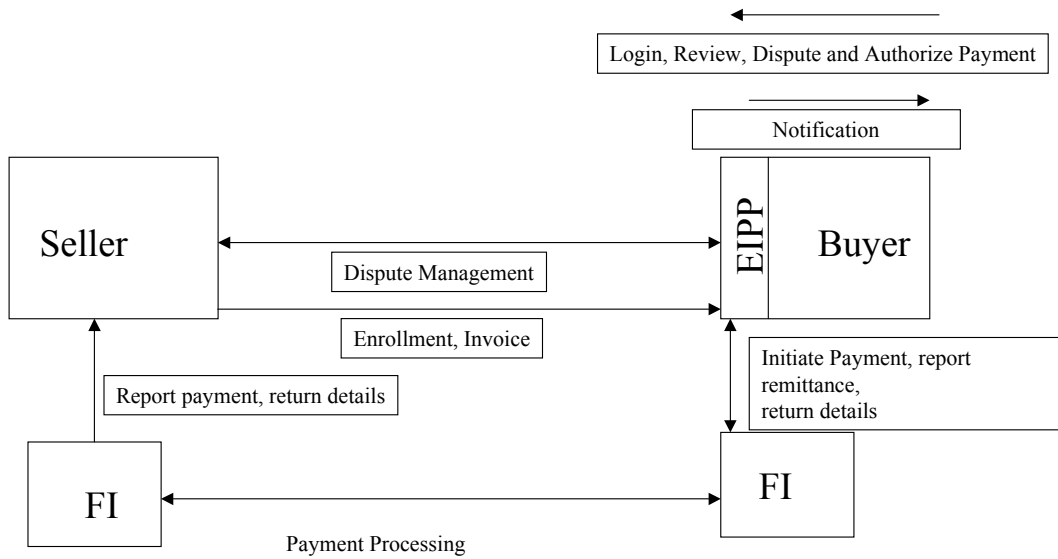 Login, Review, Dispute and Authorize Payment
Notification
Seller
EIPP
Buyer
Dispute Management
Enrollment, Invoice
Initiate Payment, report
remittance,
return details
Report payment, return details
FI
FI
Payment Processing